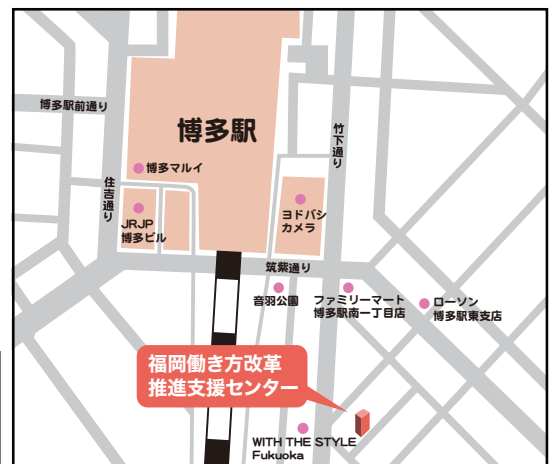 博多駅前通り
博多駅
竹下通り
博多マルイ
住吉通り
JRJP
博多ビル
ヨドバシ
カメラ
筑紫通り
音羽公園
ファミリーマート
博多駅南一丁目店
ローソン
博多駅東支店
福岡働き方改革
推進支援センター
WITH THE STYLE
Fukuoka